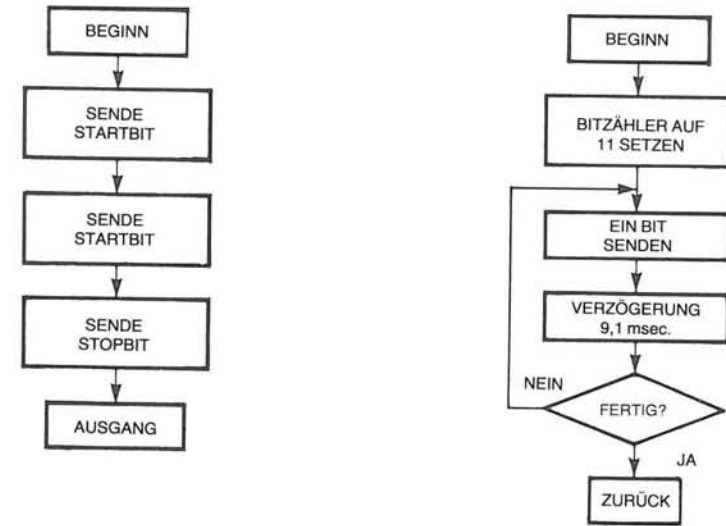 BEGINN
SENDE
STARTBIT
SENDE
STARTBIT
SENDE
STOPBIT
AUSGANG
BEGINN
BITZÄHLER AUF
11 SETZEN
EIN BIT
SENDEN
VERZÖGERUNG
9,1 msec.
NEIN
FERTIG?
JA
ZURÜCK